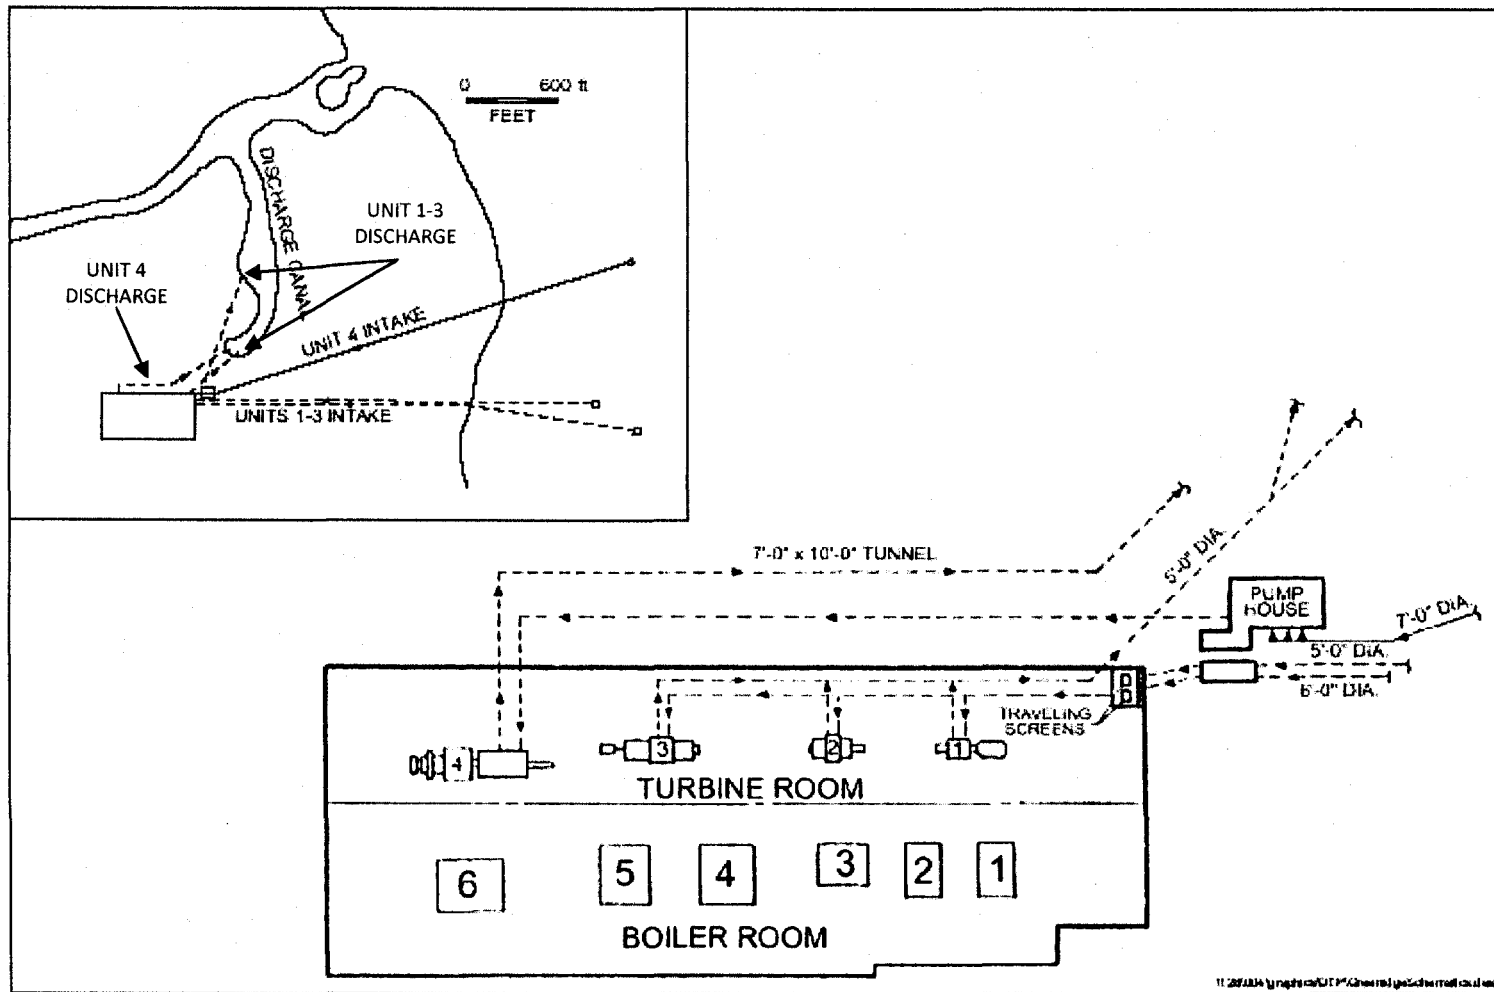 0 600 ft
FEET
DISCHARGE CANAL
UNIT 1-3
DISCHARGE
UNIT 4
DISCHARGE
UNIT 4 INTAKE
UNITS 1-3 INTAKE
7'-0" x 10'-0" TUNNEL
5'-0" DIA.
PUMP
HOUSE
7'-0" DIA.
5'-0" DIA.
6'-0" DIA.
TRAVELING
SCREENS
4
3
2
1
TURBINE ROOM
6
5
4
3
2
1
BOILER ROOM